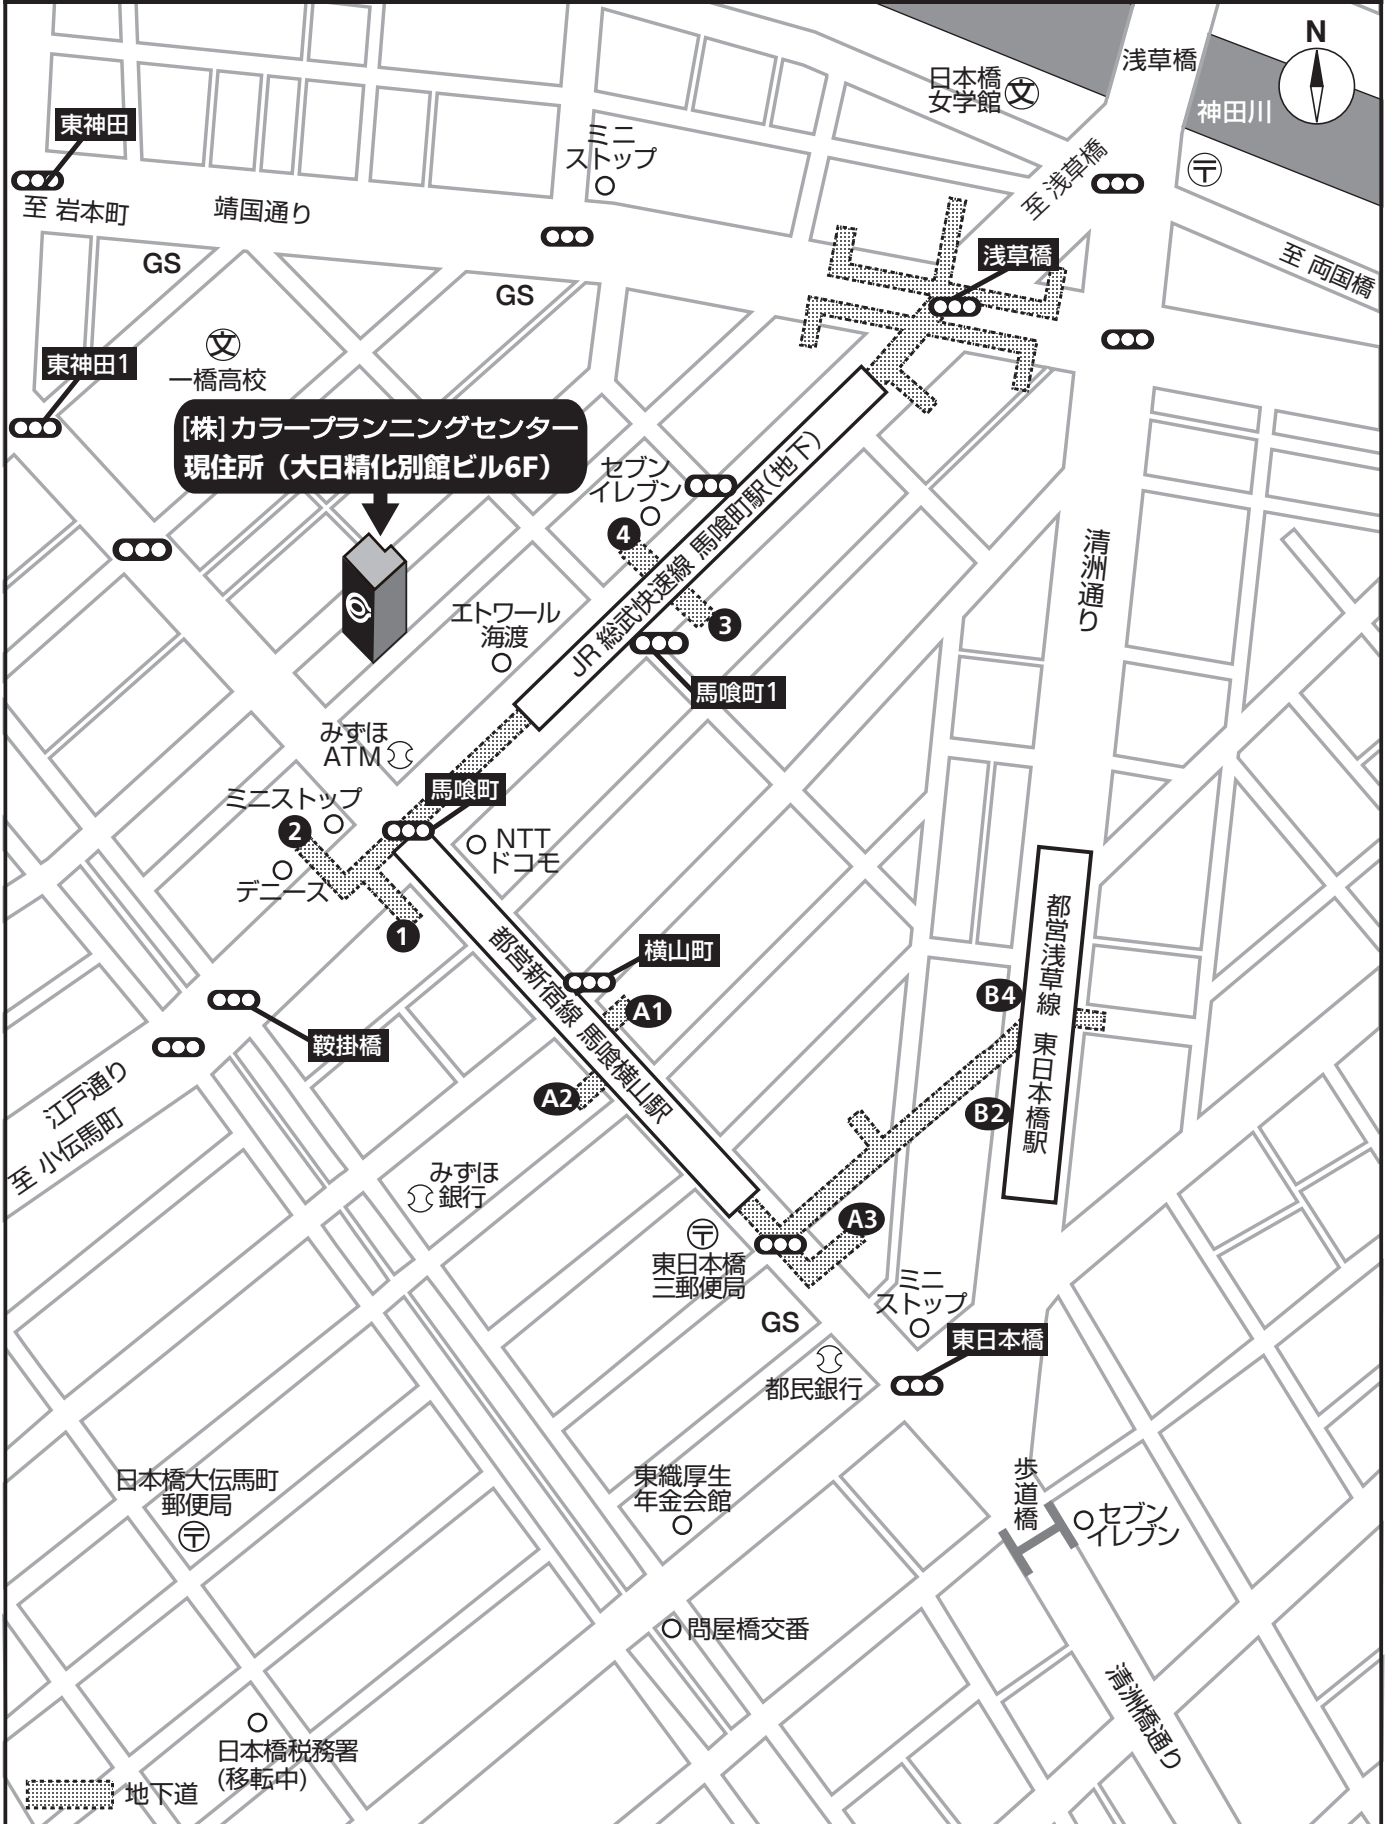 N
浅草橋
日本橋
女学館
文
神田川
東神田
ミニ
ストップ
至 浅草橋
〒
至 岩本町
靖国通り
浅草橋
至 両国橋
GS
GS
文
東神田1
一橋高校
[株]カラープランニングセンター
現住所（大日精化別館ビル6F）
セブン
イレブン
4
JR 総武快速線 馬喰町駅(地下)
清洲通り
エトワール
海渡
3
馬喰町1
みずほ
ATM
馬喰町
ミニストップ
2
NTT
ドコモ
デニース
1
都営新宿線 馬喰横山駅
横山町
都営浅草線 東日本橋駅
B4
A1
鞍掛橋
江戸通り
至 小伝馬町
A2
B2
みずほ
銀行
〒
A3
東日本橋
三郵便局
ミニ
ストップ
GS
東日本橋
都民銀行
日本橋大伝馬町
郵便局
〒
東織厚生
年金会館
歩道橋
セブン
イレブン
問屋橋交番
清洲橋通り
日本橋税務署
(移転中)
地下道